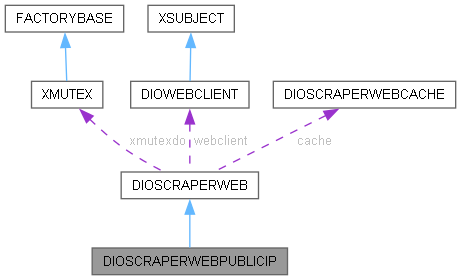 FACTORYBASE XSUBJECT
XMUTEX DIOWEBCLIENT DIOSCRAPERWEBCACHE
xmutexdo webclient cache
DIOSCRAPERWEB
DIOSCRAPERWEBPUBLICIP